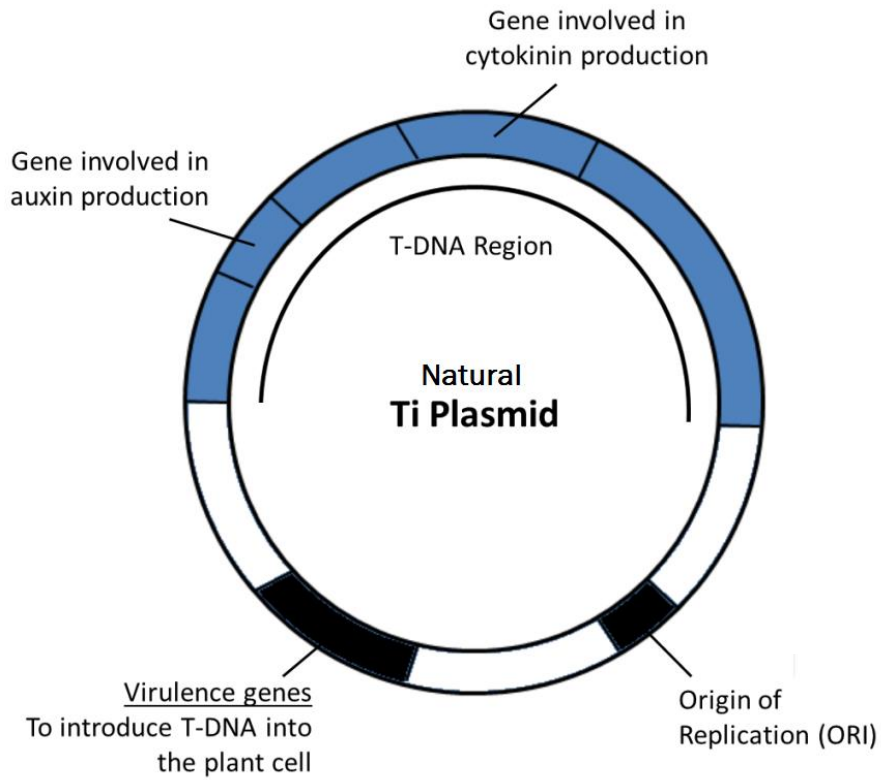 Gene involved in
cytokinin production
Gene involved in
auxin production
T-DNA Region
Natural
Ti Plasmid
Virulence genes
To introduce T-DNA into
the plant cell
Origin of
Replication (ORI)